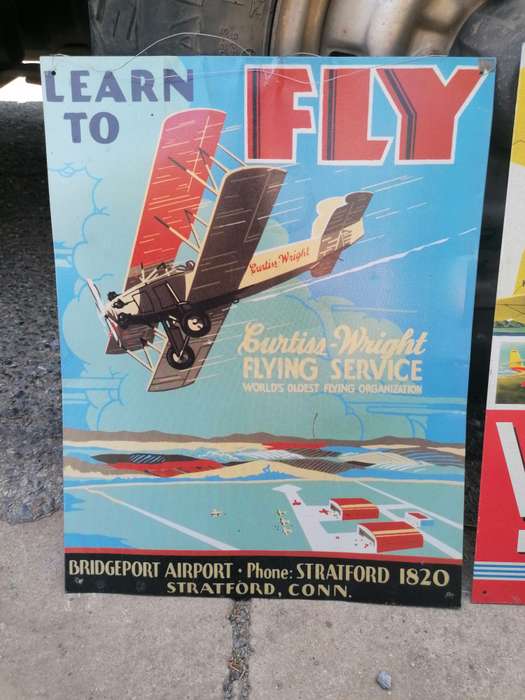 LEARN
TO
FLY
Curtiss-Wright
Curtiss-Wright
FLYING SERVICE
WORLD'S OLDEST FLYING ORGANIZATION
BRIDGEPORT AIRPORT · Phone: STRATFORD 1820
STRATFORD, CONN.